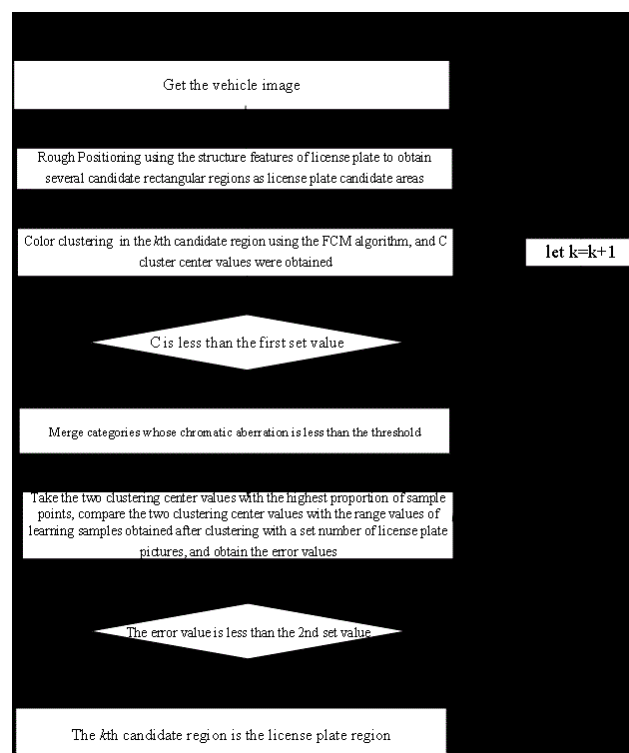 Get the vehicle image
Rough Positioning using the structure features of license plate to obtain
several candidate rectangular regions as license plate candidate areas
Color clustering in the kth candidate region using the FCM algorithm, and C
cluster center values were obtained
let k=k+1
C is less than the first set value
Merge categories whose chromatic aberration is less than the threshold
Take the two clustering center values with the highest proportion of sample
points, compare the two clustering center values with the range values of
learning samples obtained after clustering with a set number of license plate
pictures, and obtain the error values
The error value is less than the 2nd set value
The kth candidate region is the license plate region